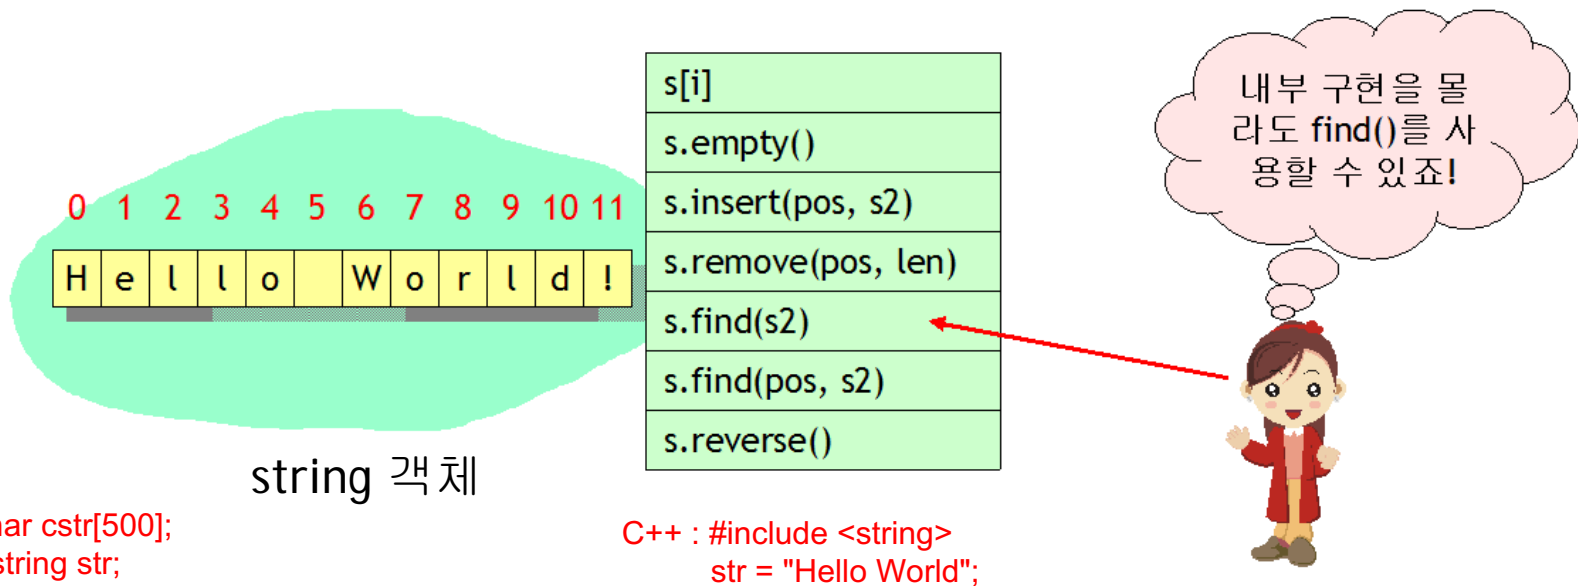 s[i]
s.empty()
s.insert(pos, s2)
s.remove(pos, len)
s.find(s2)
s.find(pos, s2)
s.reverse()
내부 구현을 몰
라도 find()를 사
용할 수 있죠!
0 1 2 3 4 5 6 7 8 9 10 11
H e l l o W o r l d !
string 객체
ar cstr[500];
string str;
C++ : #include <string>
str = "Hello World";